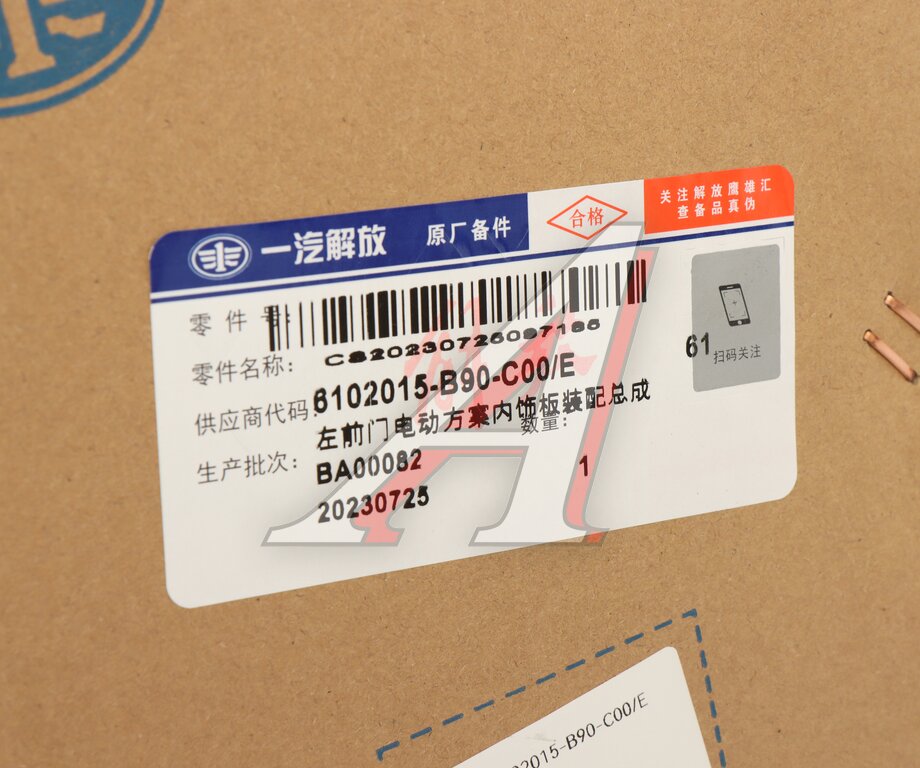 一汽解放
原厂备件
合格
关注解放鹰雄汇
查备品真伪
零件号:
CS20230725097185
零件名称:
6102015-B90-C00/E
61
扫码关注
供应商代码:
左前门电动方案内饰板装配总成
数量:
生产批次:
BA00082
1
20230725
02015-B90-C00/E